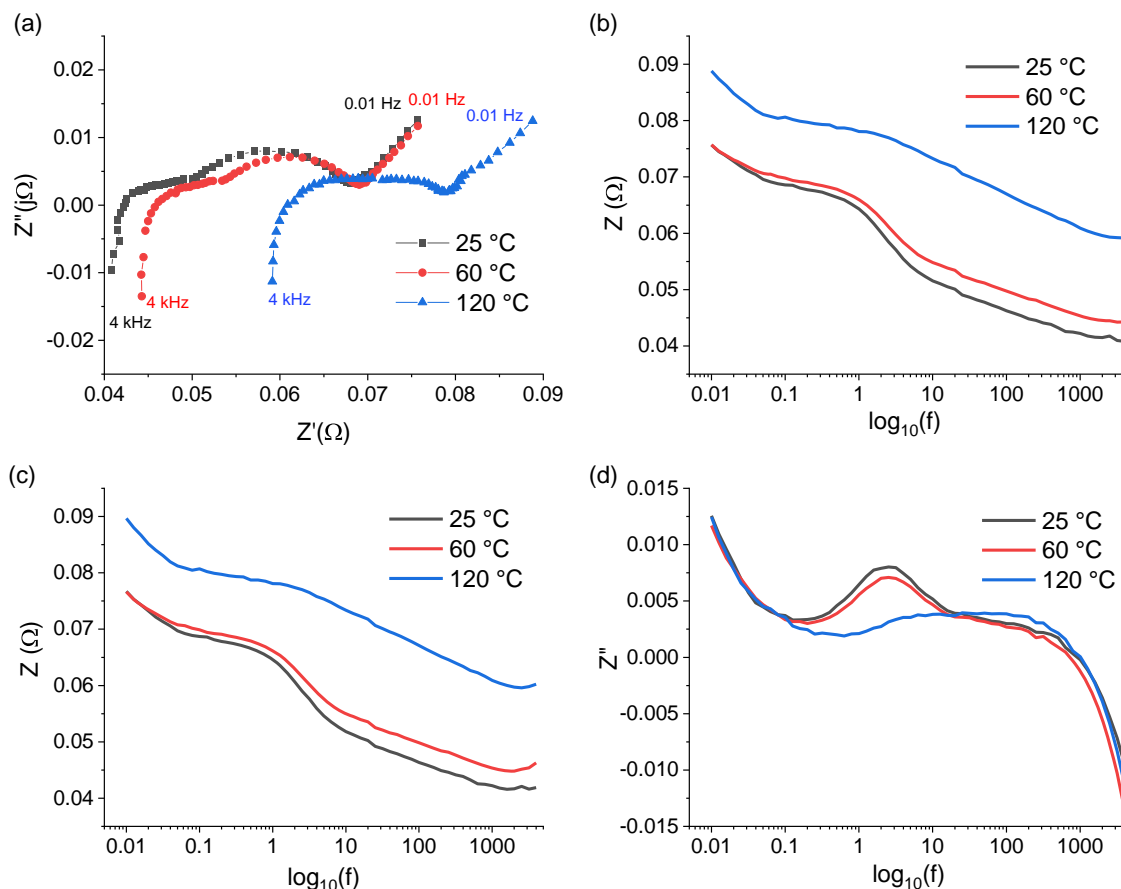 (a)
0.02
0.01
0.00
-0.01
-0.02
Z"(jΩ)
0.01 Hz
0.01 Hz
0.01 Hz
4 kHz
4 kHz
4 kHz
25 °C
60 °C
120 °C
0.04
0.05
0.06
0.07
0.08
0.09
Z'(Ω)
(b)
0.09
0.08
0.07
0.06
0.05
0.04
Z (Ω)
25 °C
60 °C
120 °C
0.01
0.1
1
10
100
1000
log10(f)
(c)
0.09
0.08
0.07
0.06
0.05
0.04
Z (Ω)
25 °C
60 °C
120 °C
0.01
0.1
1
10
100
1000
log10(f)
(d)
0.015
0.010
0.005
0.000
-0.005
-0.010
-0.015
Z"
25 °C
60 °C
120 °C
0.01
0.1
1
10
100
1000
log10(f)